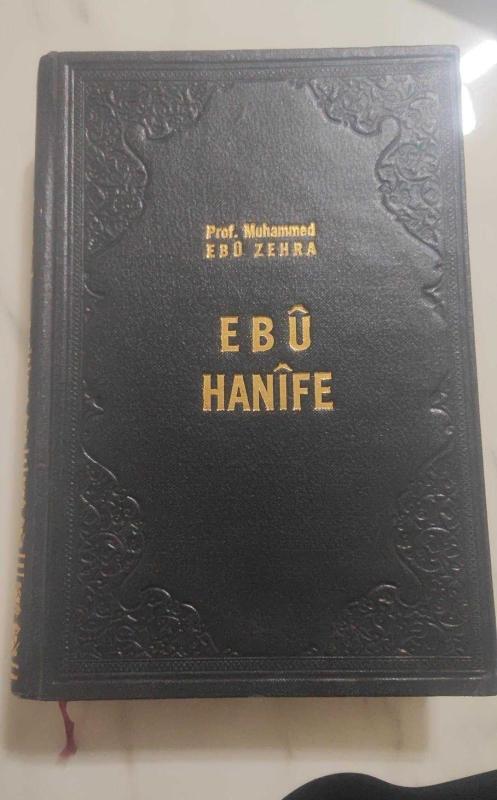 Prof. Muhammed
EBÛ ZEHRA
EBÛ
HANÎFE